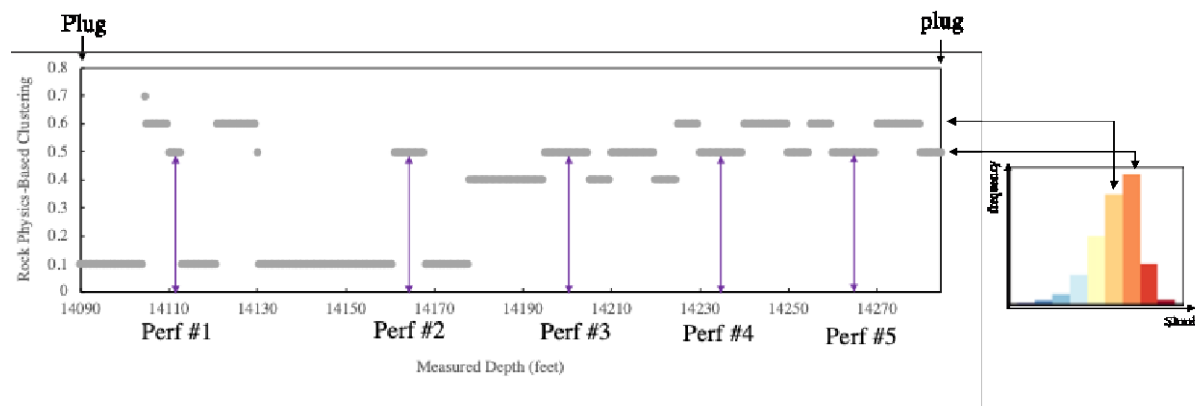 Plug
plug
Rock Physics-Based Clustering
0.8
0.7
0.6
0.5
0.4
0.3
0.2
0.1
0
14090
14110
14130
14150
14170
14190
14210
14230
14250
14270
Perf #1
Perf #2
Perf #3
Perf #4
Perf #5
Measured Depth (feet)
frequency